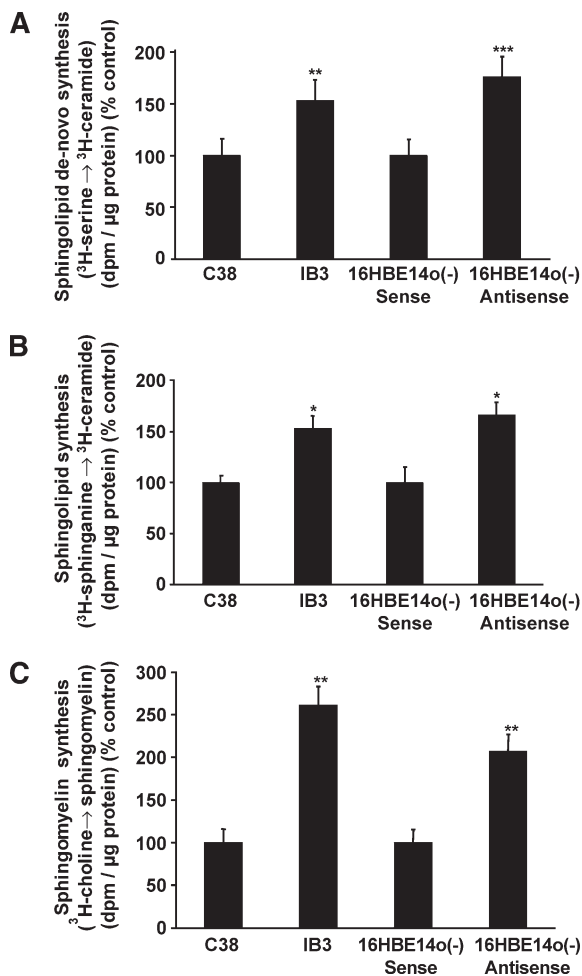 A
Sphingolipid de-novo synthesis
(³H-serine → ³H-ceramide)
(dpm / µg protein) (% control)
200
150
100
50
0
**
***
C38 IB3 16HBE14o(-) 16HBE14o(-)
Sense Antisense
B
Sphingolipid synthesis
(³H-sphinganine → ³H-ceramide)
(dpm / µg protein) (% control)
200
150
100
50
0
*
*
C38 IB3 16HBE14o(-) 16HBE14o(-)
Sense Antisense
C
Sphingomyelin synthesis
(³H-choline→ sphingomyelin)
(dpm / µg protein) (% control)
300
250
200
150
100
50
0
**
**
C38 IB3 16HBE14o(-) 16HBE14o(-)
Sense Antisense